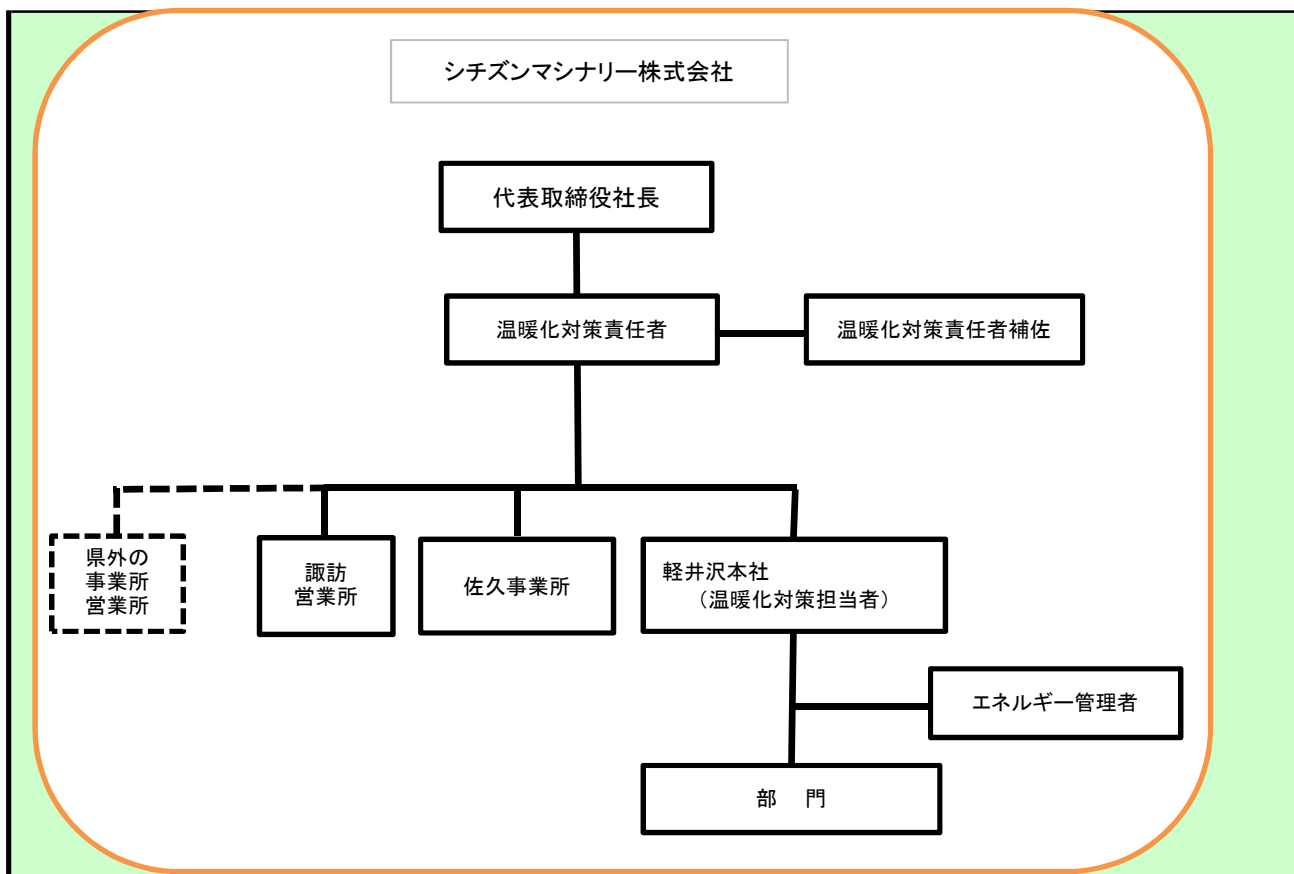 シチズンマシナリー株式会社
代表取締役社長
温暖化対策責任者
温暖化対策責任者補佐
県外の
事業所
営業所
諏訪
営業所
佐久事業所
軽井沢本社
（温暖化対策担当者）
エネルギー管理者
部　門